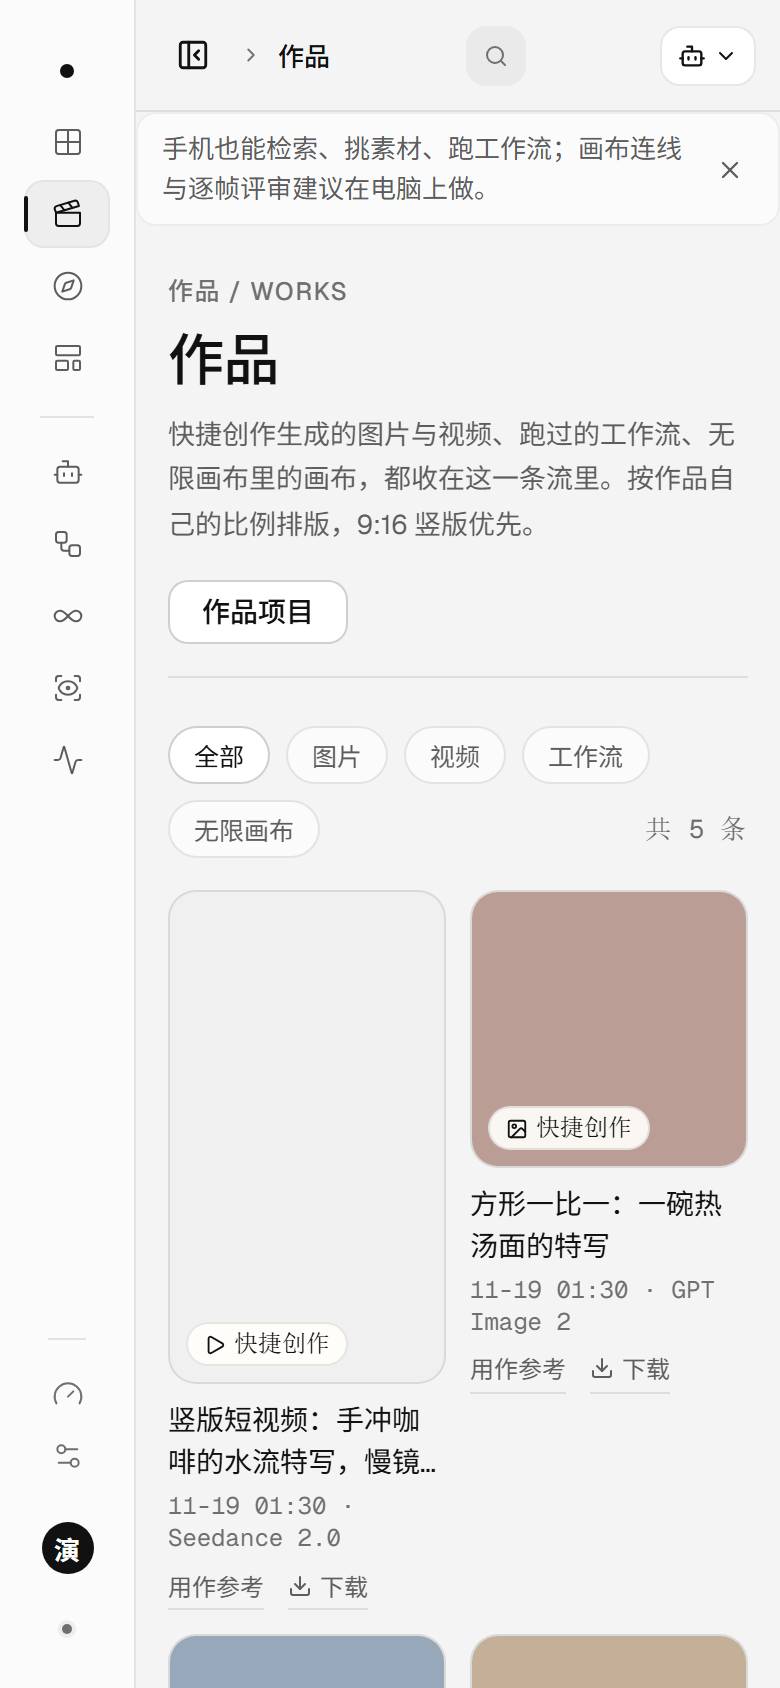 作品
手机也能检索、挑素材、跑工作流；画布连线
与逐帧评审建议在电脑上做。
作品 / WORKS
作品
快捷创作生成的图片与视频、跑过的工作流、无
限画布里的画布，都收在这一条流里。按作品自
己的比例排版，9:16 竖版优先。
作品项目
全部
图片
视频
工作流
无限画布
共 5 条
快捷创作
竖版短视频：手冲咖
啡的水流特写，慢镜…
11-19 01:30 ·
Seedance 2.0
用作参考
下载
快捷创作
方形一比一：一碗热
汤面的特写
11-19 01:30 · GPT
Image 2
用作参考
下载
演